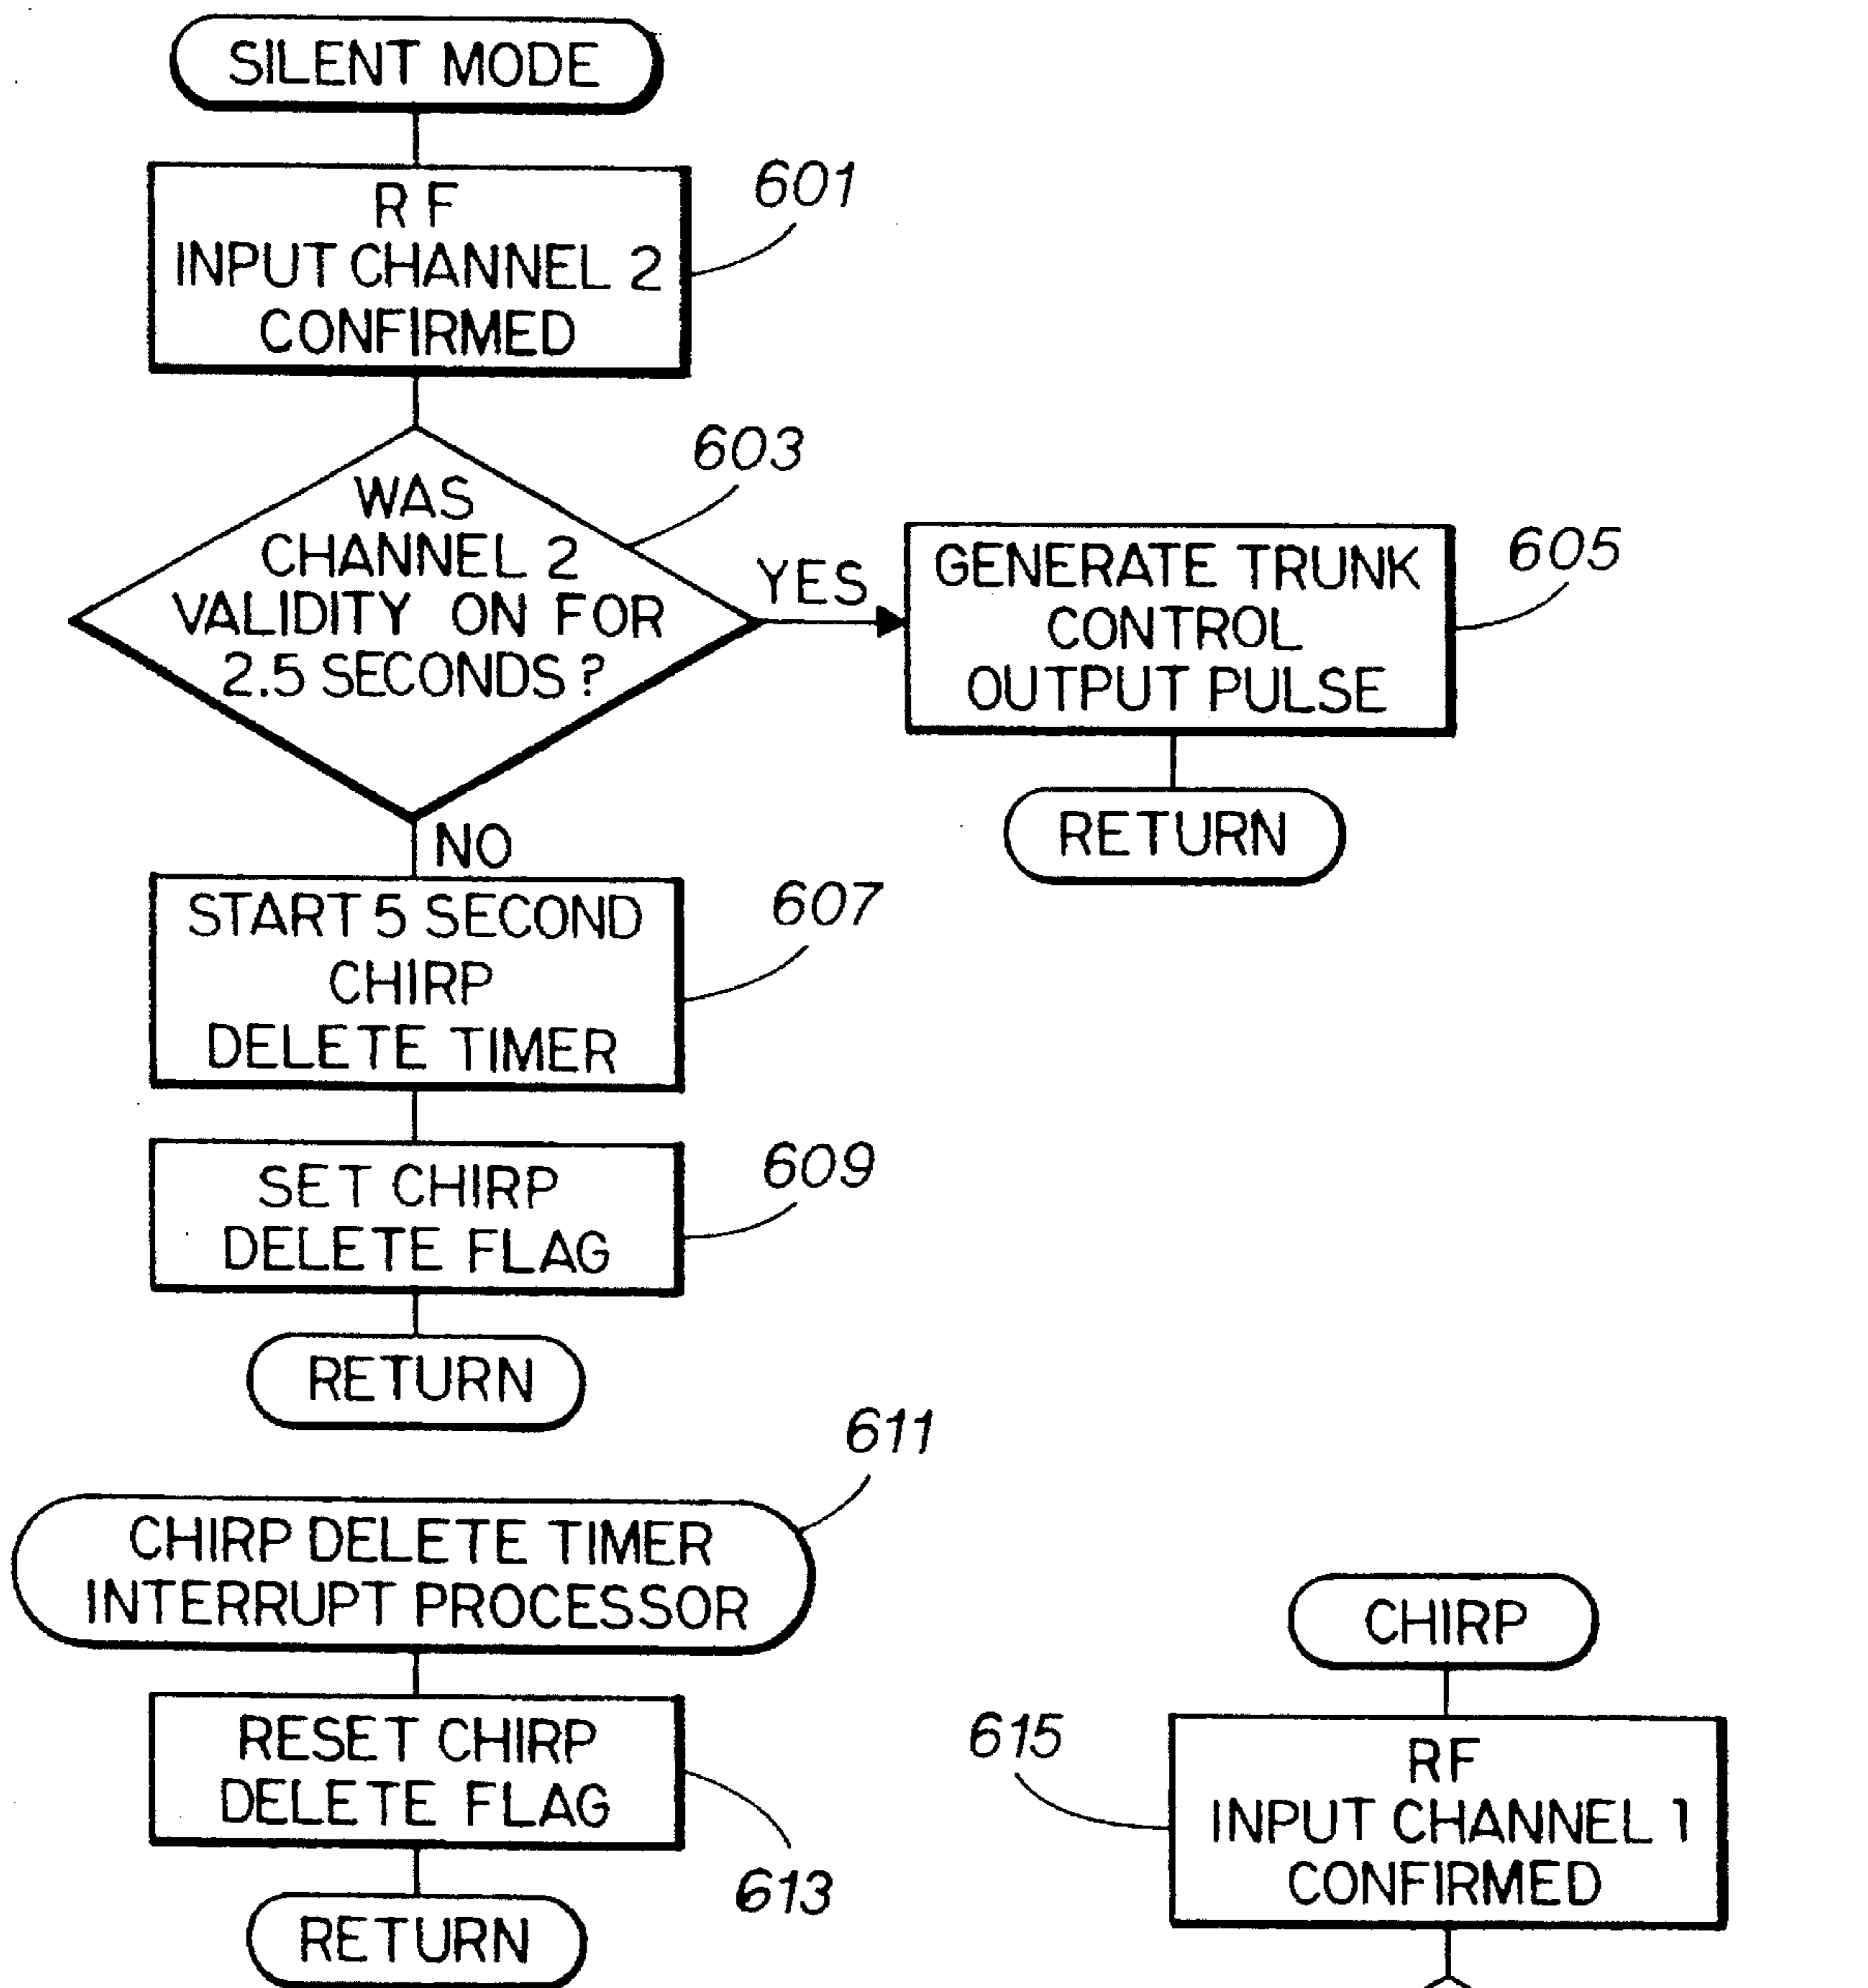 SILENT MODE
RF
INPUT CHANNEL 2
CONFIRMED
601
WAS
CHANNEL 2
VALIDITY ON FOR
2.5 SECONDS?
603
YES
GENERATE TRUNK
CONTROL
OUTPUT PULSE
605
RETURN
NO
START 5 SECOND
CHIRP
DELETE TIMER
607
SET CHIRP
DELETE FLAG
609
RETURN
611
CHIRP DELETE TIMER
INTERRUPT PROCESSOR
RESET CHIRP
DELETE FLAG
613
RETURN
CHIRP
615
RF
INPUT CHANNEL 1
CONFIRMED